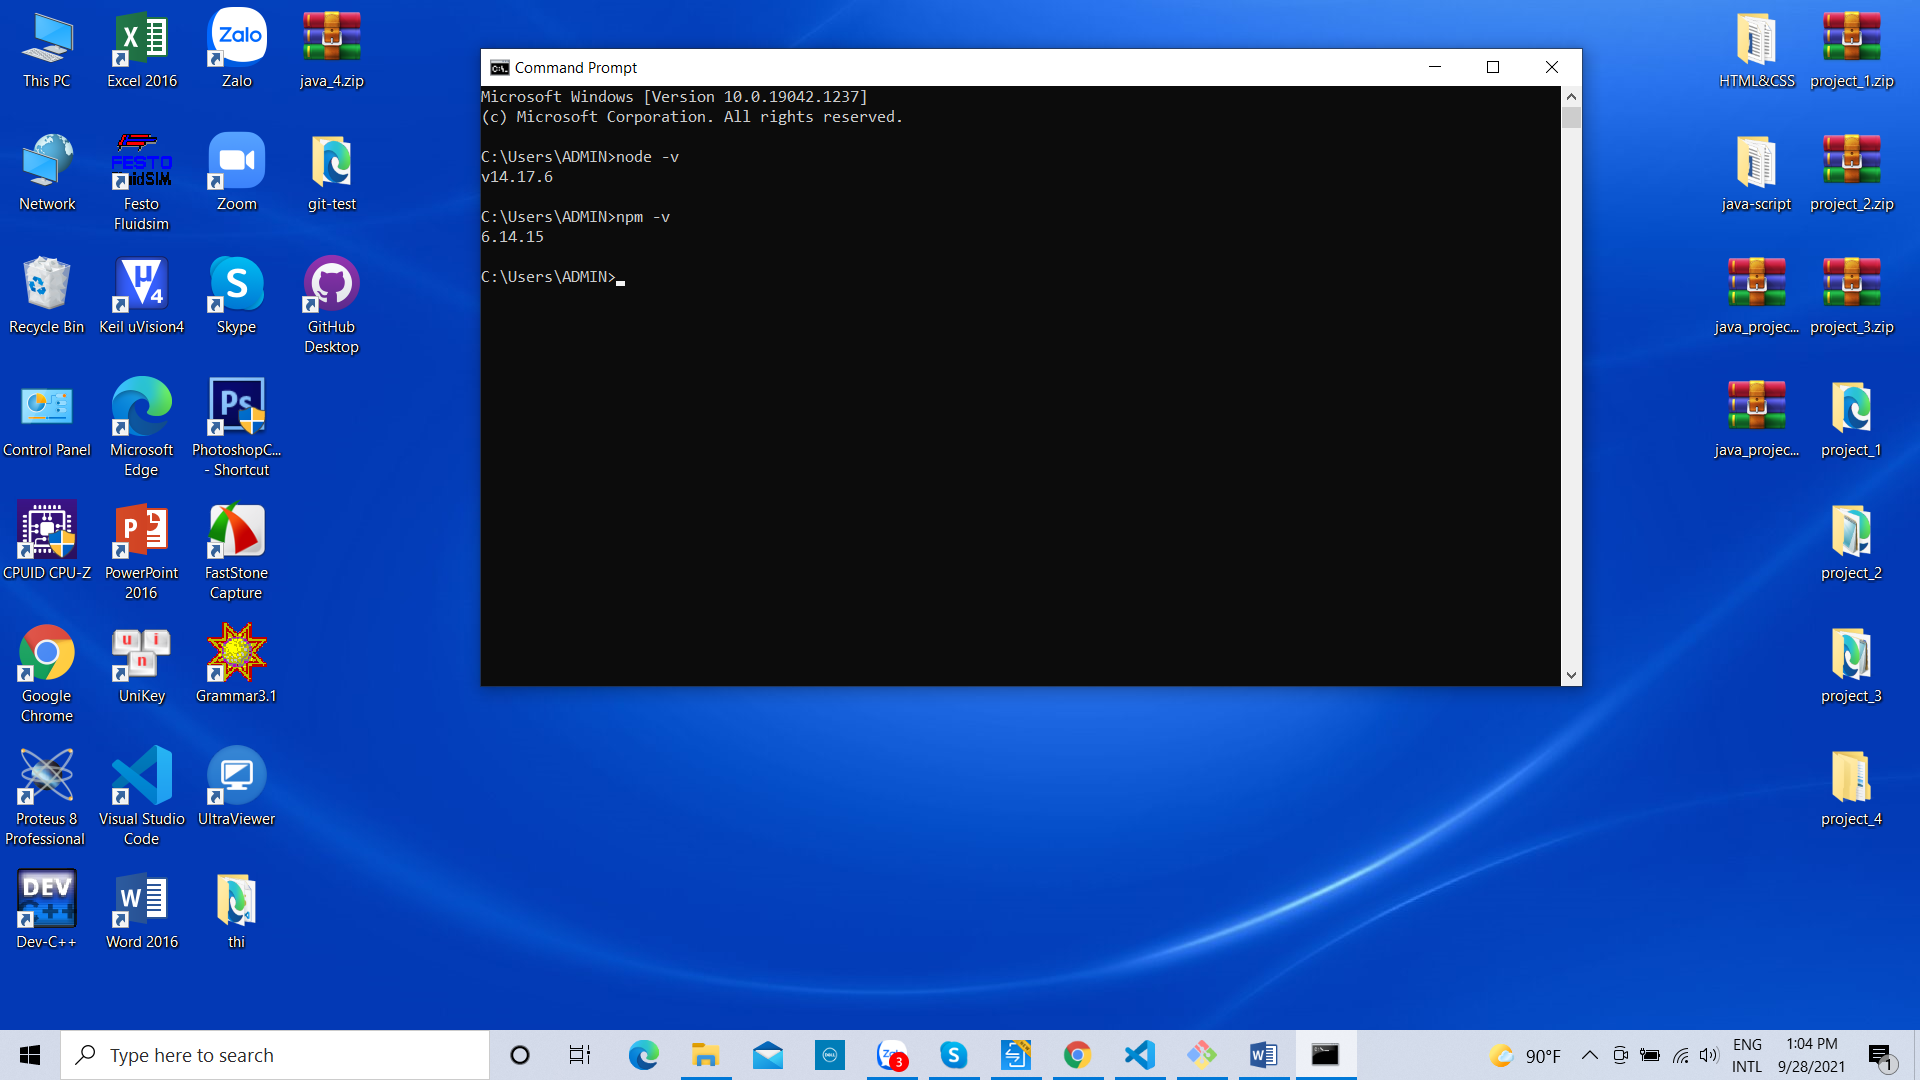 This PC
Excel 2016
Zalo
Zalo
java_4.zip
Network
FESTO
Festo
Fluidsim
Zoom
git-test
Recycle Bin
Keil uVision4
Skype
GitHub
Desktop
Control Panel
Microsoft
Edge
Ps
PhotoshopC...
- Shortcut
CPUID CPU-Z
PowerPoint
2016
FastStone
Capture
Google
Chrome
UniKey
Grammar3.1
Proteus 8
Professional
Visual Studio
Code
UltraViewer
DEV
C++
Dev-C++
Word 2016
thi
Command Prompt
Microsoft Windows [Version 10.0.19042.1237]
(c) Microsoft Corporation. All rights reserved.
C:\Users\ADMIN>node -v
v14.17.6
C:\Users\ADMIN>npm -v
6.14.15
C:\Users\ADMIN>
HTML&CSS
project_1.zip
java-script
project_2.zip
java_projec...
project_3.zip
java_projec...
project_1
project_2
project_3
project_4
Type here to search
3
90°F
ENG
INTL
1:04 PM
9/28/2021
1